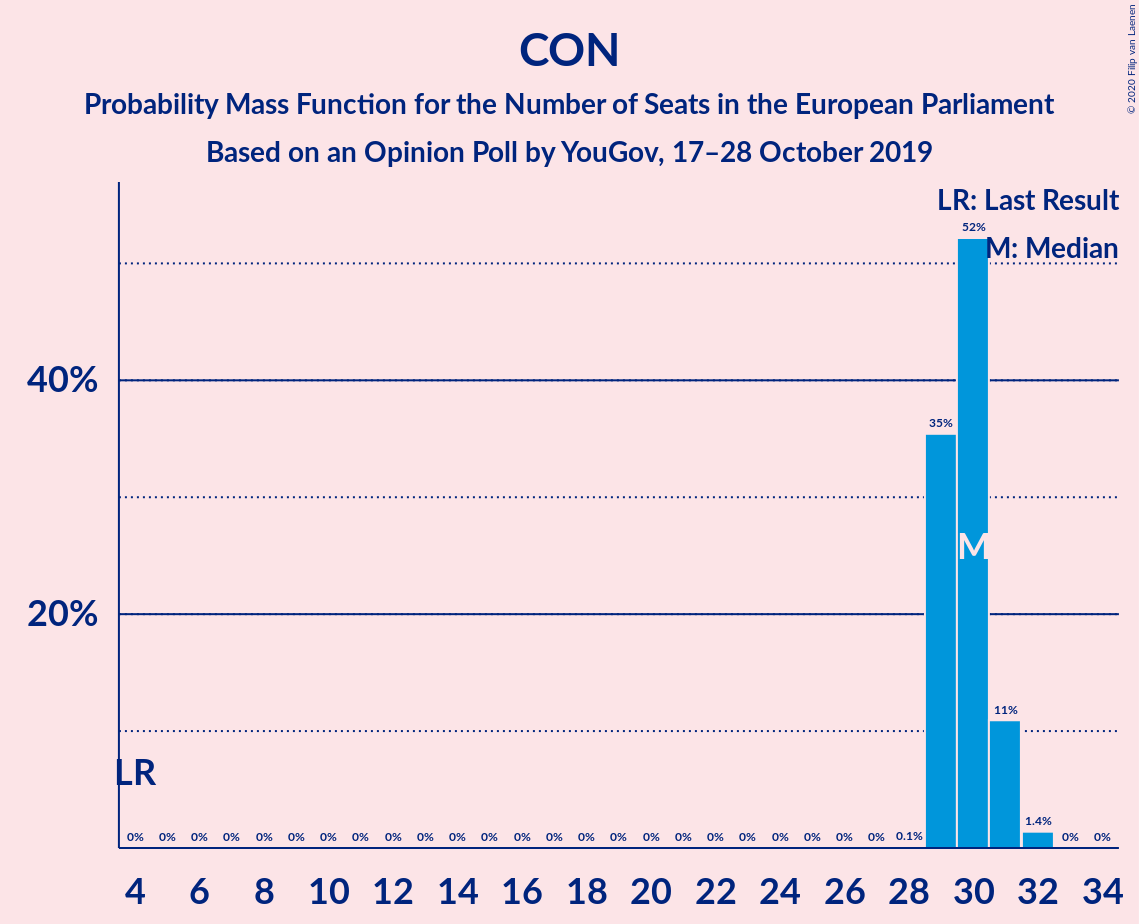 CON
Probability Mass Function for the Number of Seats in the European Parliament
Based on an Opinion Poll by YouGov, 17–28 October 2019
© 2020 Filip van Laenen
LR: Last Result
M: Median
52%
40%
35%
M
20%
11%
LR
1.4%
0% 0% 0% 0% 0% 0% 0% 0% 0% 0% 0% 0% 0% 0% 0% 0% 0% 0% 0% 0% 0% 0% 0% 0% 0.1% 0% 0%
4 6 8 10 12 14 16 18 20 22 24 26 28 30 32 34